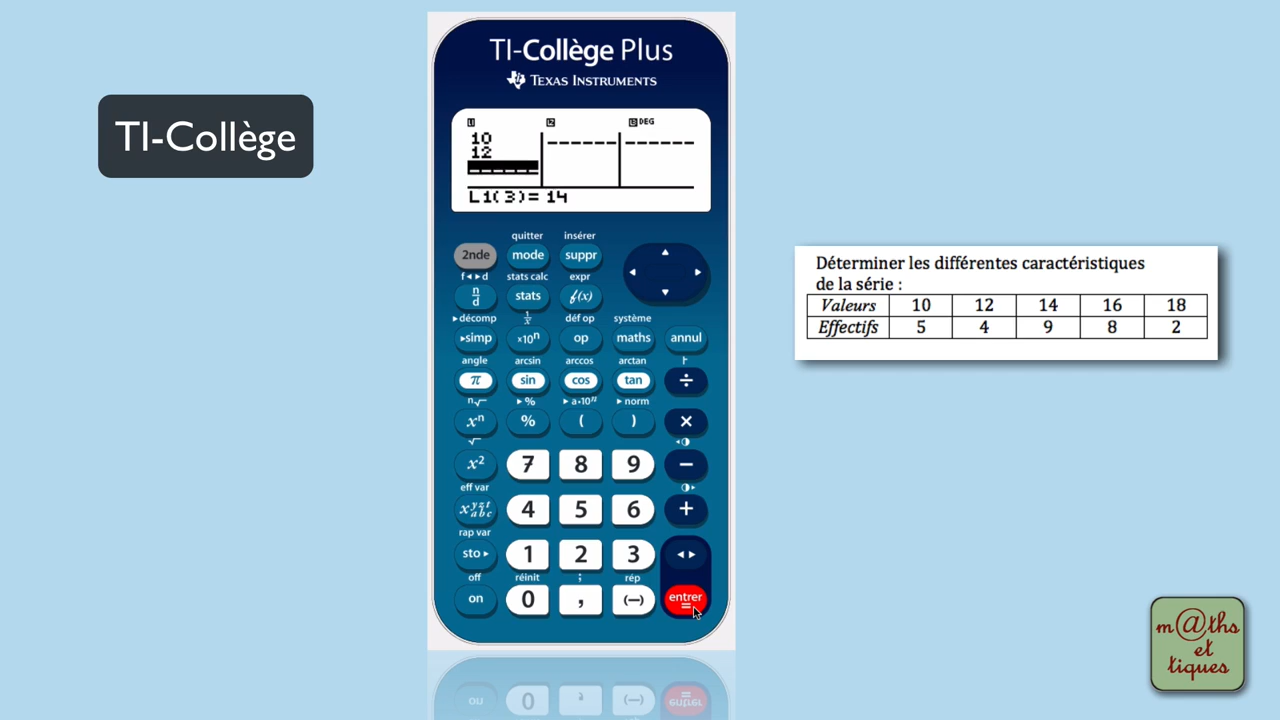 TI-Collège
TI-Collège Plus
TEXAS INSTRUMENTS
1 2 3 DEG
10
12
L1(3)= 14
quitter insérer
2nde mode suppr
f◄►d stats calc expr
n/d stats f(x)
►décomp 1/x déf op système
►simp ×10ⁿ op maths annul
angle arcsin arccos arctan
π sin cos tan ÷
ⁿ√ ►% ►a·10ⁿ ►norm
xⁿ % ( ) ×
√
x² 7 8 9 −
eff var
x y z t a b c 4 5 6 +
rap var
sto► 1 2 3 ◄►
off réinit ; rép
on 0 , (—) entrer =
Déterminer les différentes caractéristiques
de la série :
Valeurs 10 12 14 16 18
Effectifs 5 4 9 8 2
m@ths
et
tiques